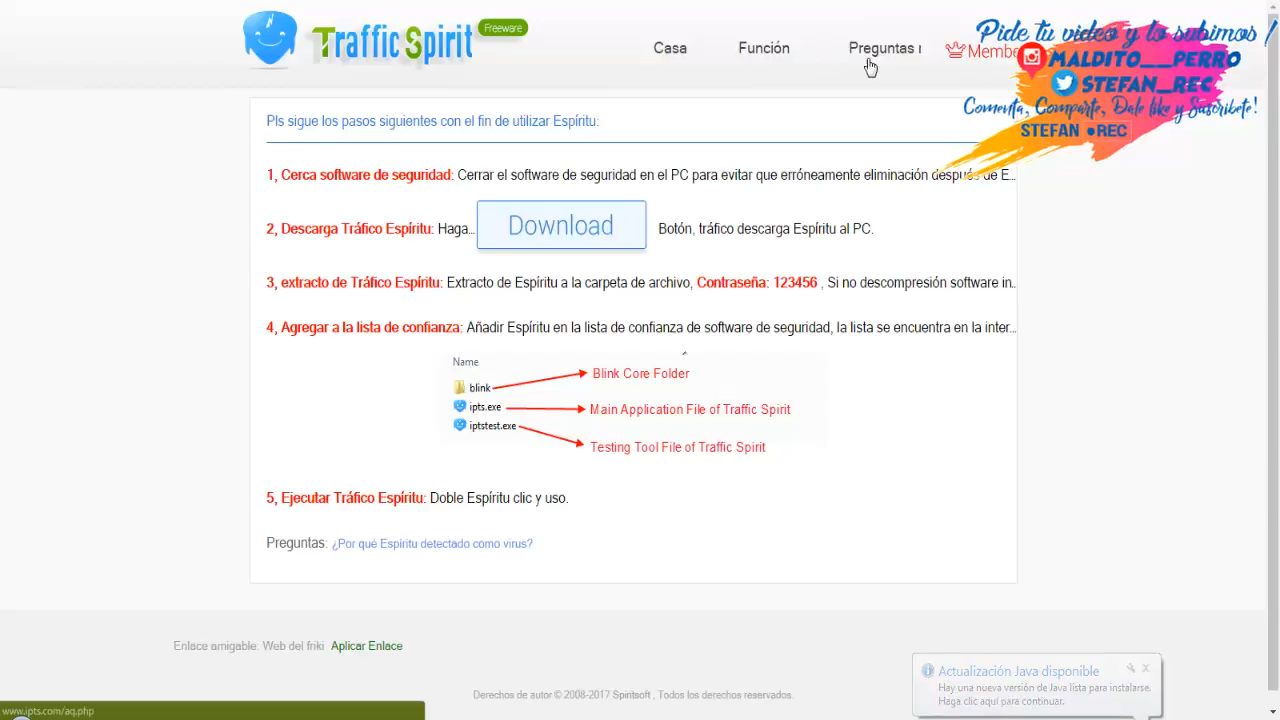 Traffic Spirit
Freeware
Casa
Función
Preguntas
Pide tu video y lo subimos /
MALDITO__PERRO
STEFAN_REC
Comenta, Comparte, Dale like y Suscribete!
STEFAN •REC
Pls sigue los pasos siguientes con el fin de utilizar Espíritu:
1, Cerca software de seguridad: Cerrar el software de seguridad en el PC para evitar que erróneamente eliminación después de E...
2, Descarga Tráfico Espíritu: Haga... Download Botón, tráfico descarga Espíritu al PC.
3, extracto de Tráfico Espíritu: Extracto de Espíritu a la carpeta de archivo, Contraseña: 123456 , Si no descompresión software in...
4, Agregar a la lista de confianza: Añadir Espíritu en la lista de confianza de software de seguridad, la lista se encuentra en la inter...
Name
blink
Blink Core Folder
ipts.exe
Main Application File of Traffic Spirit
iptstest.exe
Testing Tool File of Traffic Spirit
5, Ejecutar Tráfico Espíritu: Doble Espíritu clic y uso.
Preguntas: ¿Por qué Espíritu detectado como virus?
Enlace amigable: Web del friki Aplicar Enlace
Actualización Java disponible
Hay una nueva versión de Java lista para instalarse.
Haga clic aquí para continuar.
Derechos de autor © 2008-2017 Spiritsoft , Todos los derechos reservados.
www.ipts.com/aq.php